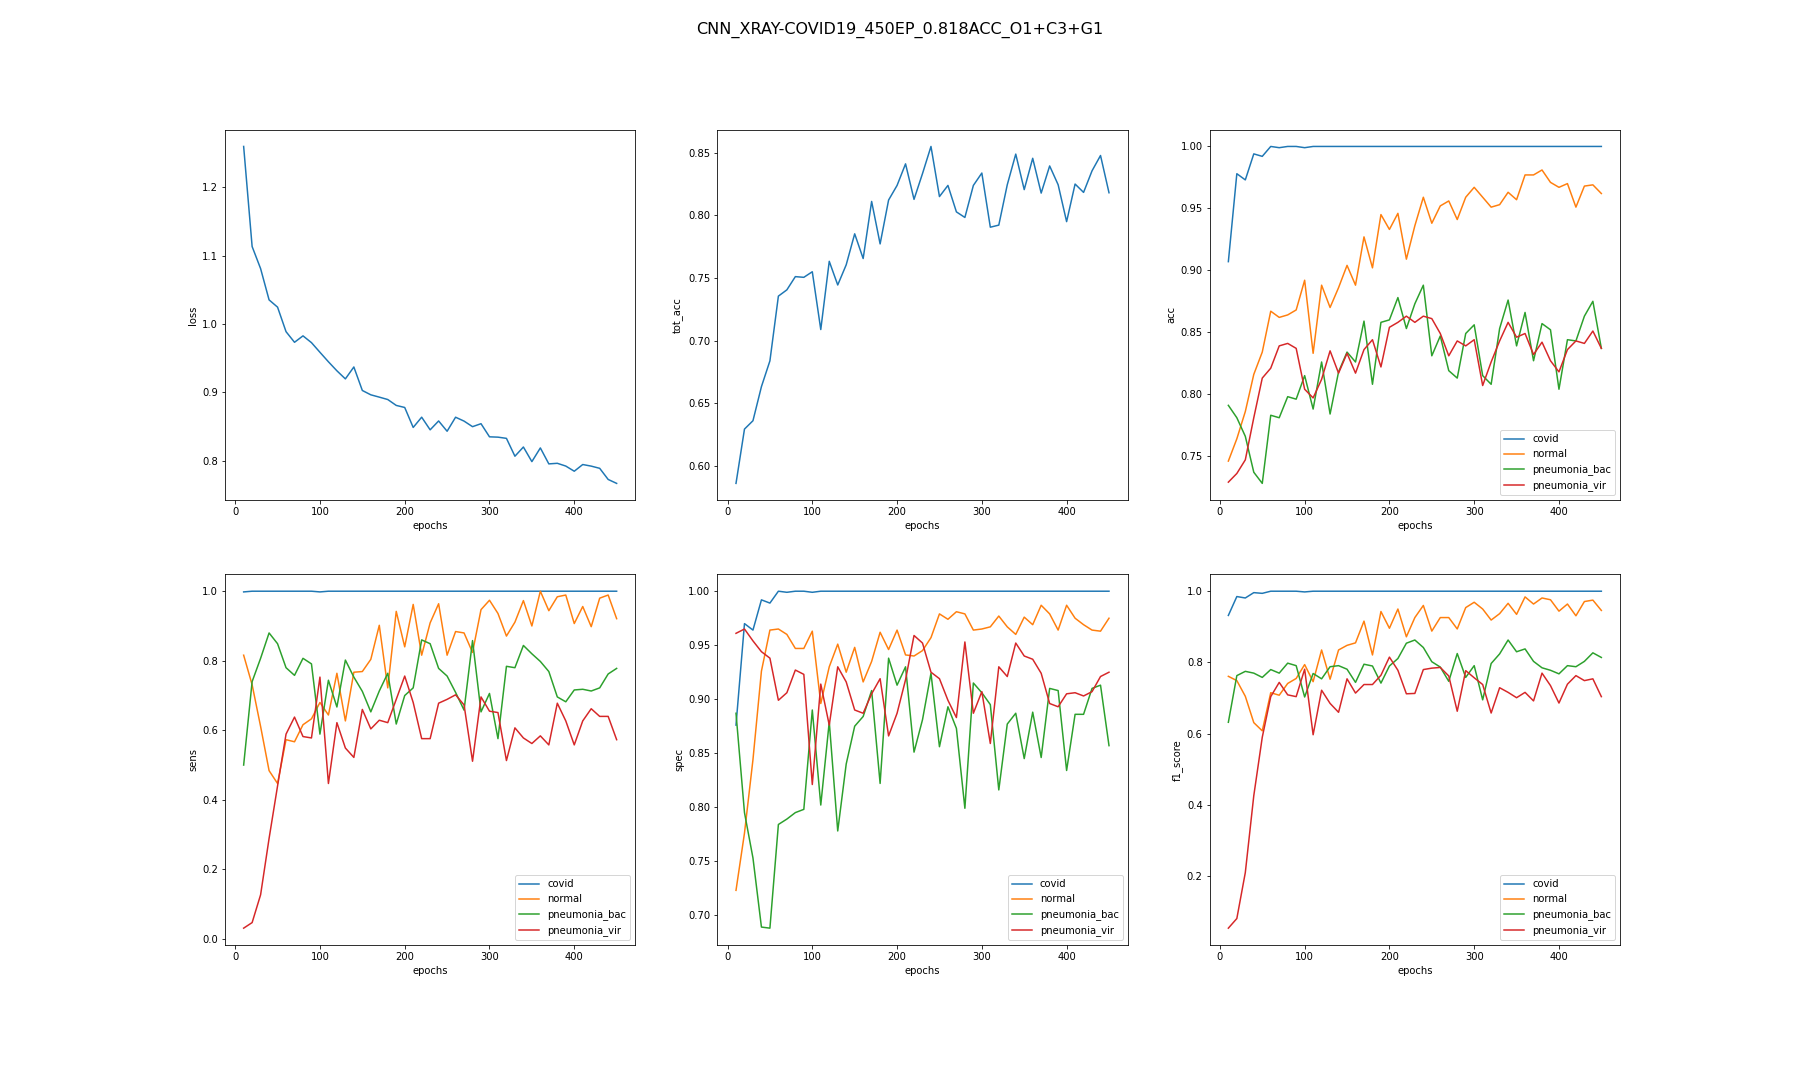 CNN_XRAY-COVID19_450EP_0.818ACC_O1+C3+G1
loss
1.2
1.1
1.0
0.9
0.8
0 100 200 300 400
epochs
tot_acc
0.85
0.80
0.75
0.70
0.65
0.60
0 100 200 300 400
epochs
acc
1.00
0.95
0.90
0.85
0.80
0.75
covid
normal
pneumonia_bac
pneumonia_vir
0 100 200 300 400
epochs
sens
1.0
0.8
0.6
0.4
0.2
0.0
covid
normal
pneumonia_bac
pneumonia_vir
0 100 200 300 400
epochs
spec
1.00
0.95
0.90
0.85
0.80
0.75
0.70
covid
normal
pneumonia_bac
pneumonia_vir
0 100 200 300 400
epochs
f1_score
1.0
0.8
0.6
0.4
0.2
covid
normal
pneumonia_bac
pneumonia_vir
0 100 200 300 400
epochs